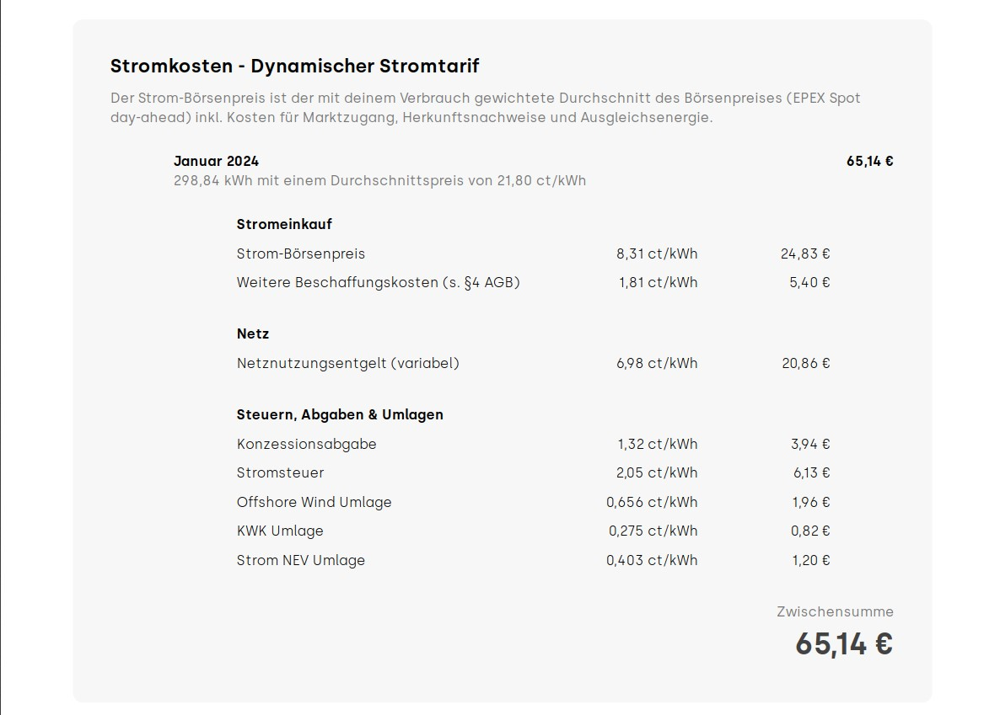 Stromkosten - Dynamischer Stromtarif
Der Strom-Börsenpreis ist der mit deinem Verbrauch gewichtete Durchschnitt des Börsenpreises (EPEX Spot
day-ahead) inkl. Kosten für Marktzugang, Herkunftsnachweise und Ausgleichsenergie.
Januar 2024 65,14 €
298,84 kWh mit einem Durchschnittspreis von 21,80 ct/kWh
Stromeinkauf
Strom-Börsenpreis 8,31 ct/kWh 24,83 €
Weitere Beschaffungskosten (s. §4 AGB) 1,81 ct/kWh 5,40 €
Netz
Netznutzungsentgelt (variabel) 6,98 ct/kWh 20,86 €
Steuern, Abgaben & Umlagen
Konzessionsabgabe 1,32 ct/kWh 3,94 €
Stromsteuer 2,05 ct/kWh 6,13 €
Offshore Wind Umlage 0,656 ct/kWh 1,96 €
KWK Umlage 0,275 ct/kWh 0,82 €
Strom NEV Umlage 0,403 ct/kWh 1,20 €
Zwischensumme
65,14 €